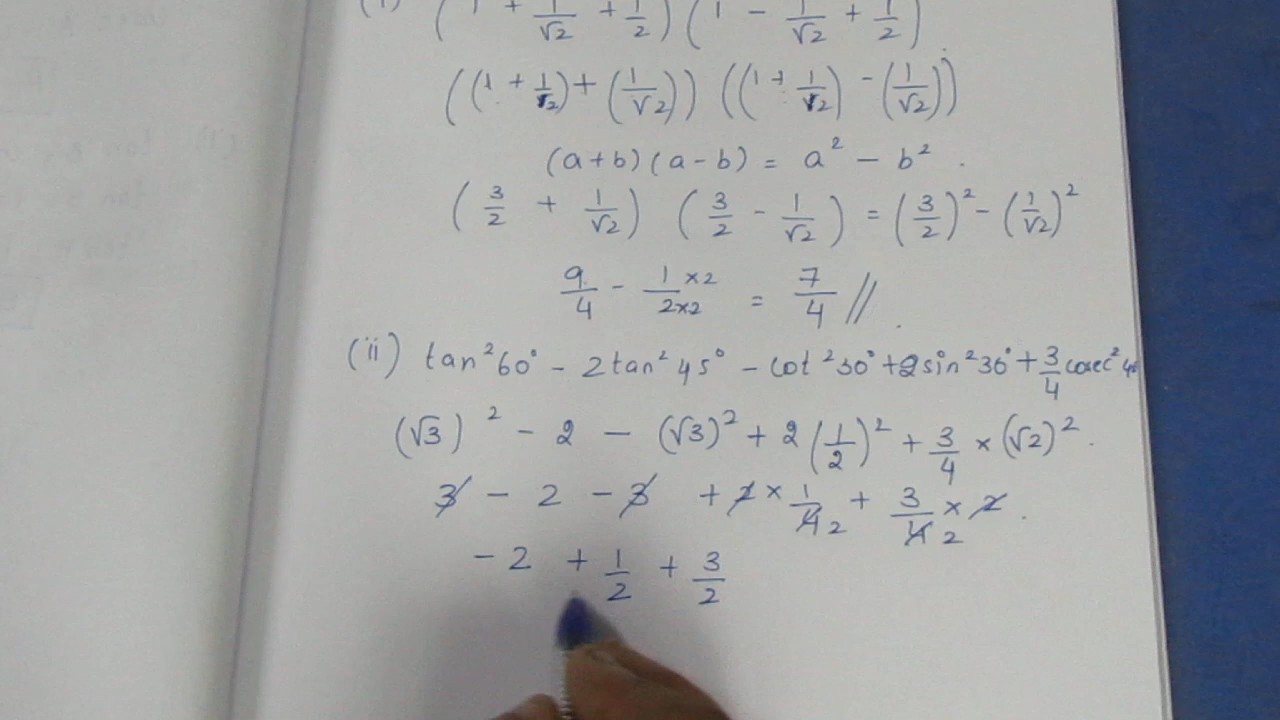 (i) (1 + 1/√2 + 1/2) (1 - 1/√2 + 1/2).
((1 + 1/2) + (1/√2)) ((1 + 1/2) - (1/√2))
(a+b) (a-b) = a² - b².
(3/2 + 1/√2) (3/2 - 1/√2) = (3/2)² - (1/√2)²
9/4 - 1×2/2×2 = 7/4 //.
(ii) tan²60° - 2tan²45° - cot²30° + 2sin²30° + 3/4 cosec²45
(√3)² - 2 - (√3)² + 2(1/2)² + 3/4 × (√2)².
3 - 2 - 3 + 2 × 1/4 2 + 3/4 2 × 2.
-2 + 1/2 + 3/2